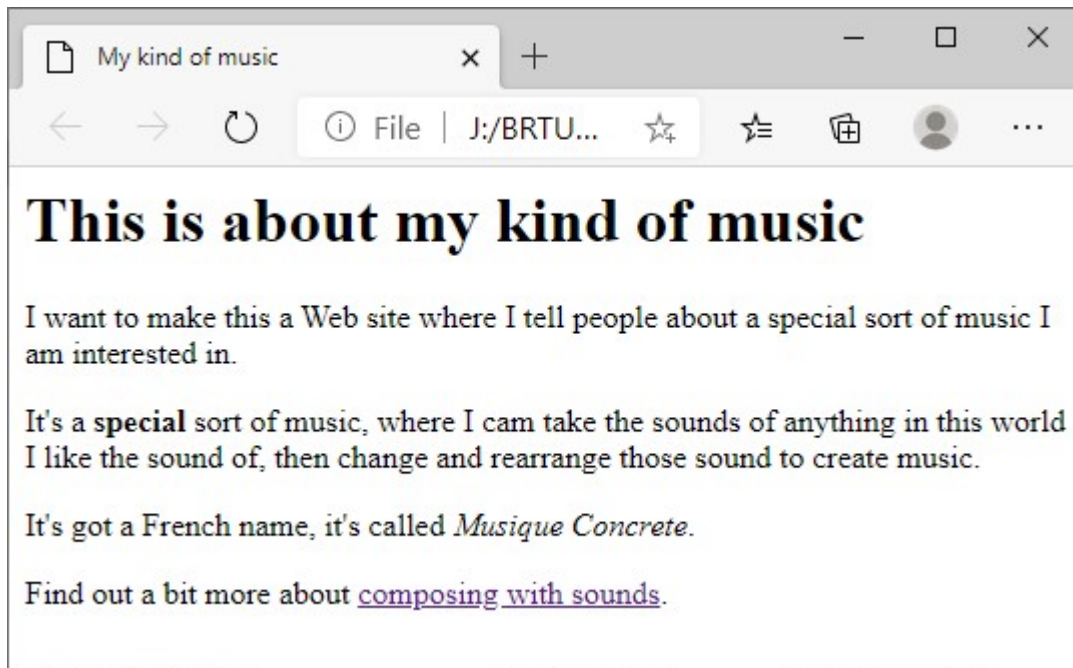 My kind of music
File J:/BRTU...
This is about my kind of music
I want to make this a Web site where I tell people about a special sort of music I
am interested in.
It's a special sort of music, where I cam take the sounds of anything in this world
I like the sound of, then change and rearrange those sound to create music.
It's got a French name, it's called Musique Concrete.
Find out a bit more about composing with sounds.